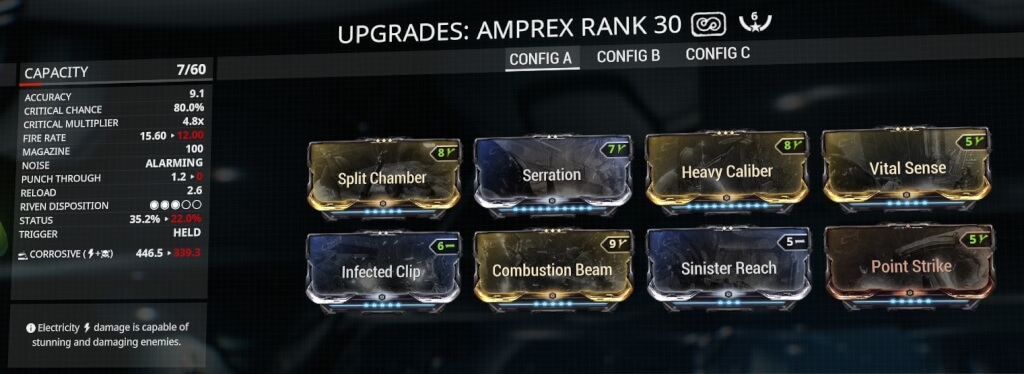 UPGRADES: AMPREX RANK 30 6
CONFIG A CONFIG B CONFIG C
CAPACITY 7/60
ACCURACY 9.1
CRITICAL CHANCE 80.0%
CRITICAL MULTIPLIER 4.8x
FIRE RATE 15.60 ▸ 12.00
MAGAZINE 100
NOISE ALARMING
PUNCH THROUGH 1.2 ▸ 0
RELOAD 2.6
RIVEN DISPOSITION
STATUS 35.2% ▸ 22.0%
TRIGGER HELD
CORROSIVE ( + ) 446.5 ▸ 339.3
Electricity damage is capable of
stunning and damaging enemies.
8 7 8 5
Split Chamber Serration Heavy Caliber Vital Sense
6 9 5 5
Infected Clip Combustion Beam Sinister Reach Point Strike